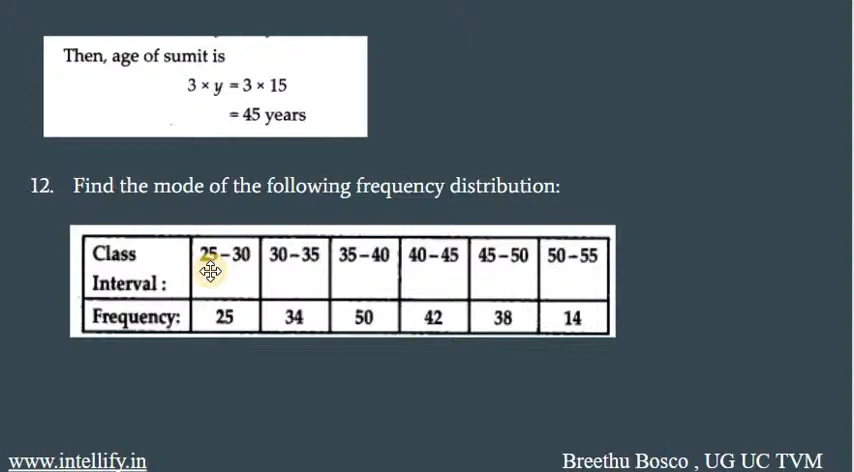 Then, age of sumit is
3 × y = 3 × 15
= 45 years
12. Find the mode of the following frequency distribution:
Class Interval : 25–30 30–35 35–40 40–45 45–50 50–55
Frequency: 25 34 50 42 38 14
www.intellify.in Breethu Bosco , UG UC TVM